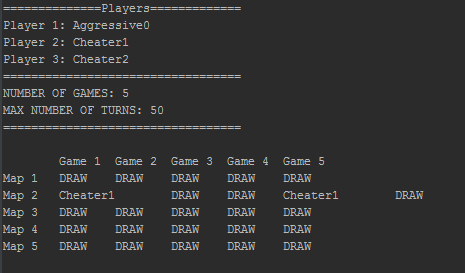 ==============Players=============
Player 1: Aggressive0
Player 2: Cheater1
Player 3: Cheater2
==================================
NUMBER OF GAMES: 5
MAX NUMBER OF TURNS: 50
==================================
Game 1 Game 2 Game 3 Game 4 Game 5
Map 1 DRAW DRAW DRAW DRAW DRAW
Map 2 Cheater1 DRAW DRAW Cheater1 DRAW
Map 3 DRAW DRAW DRAW DRAW DRAW
Map 4 DRAW DRAW DRAW DRAW DRAW
Map 5 DRAW DRAW DRAW DRAW DRAW